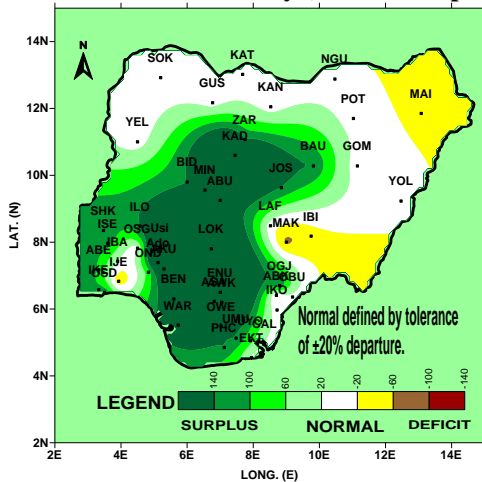 14N
N
SOK
KAT
NGU
GUS
KAN
MAI
12N
POT
ZAR
YEL
KAD
BID
BAU
GOM
MIN
JOS
ABU
YOL
10N
ILO
LAF
SHK
MAK
IBI
ISE
OSG
Usi
LOK
IBA
Ado
8N
ABE
OND
IJE
OGJ
BEN
ENU
IKO
WAR
OWE
6N
UMU
CAL
PHC
EKT
Normal defined by tolerance
of ±20% departure.
4N
LEGEND
140
100
60
20
-20
-60
-100
-140
SURPLUS
NORMAL
DEFICIT
2N
2E
4E
6E
8E
10E
12E
14E
LAT. (N)
LONG. (E)